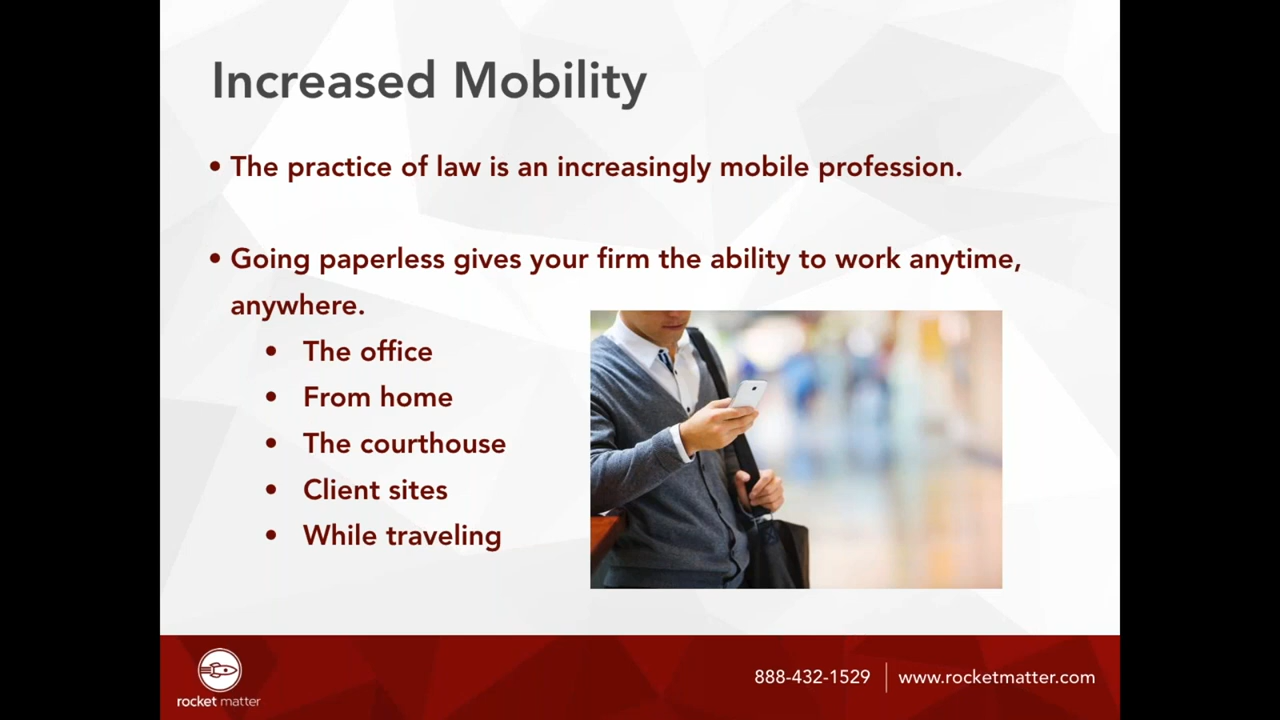 Increased Mobility
• The practice of law is an increasingly mobile profession.
• Going paperless gives your firm the ability to work anytime,
anywhere.
• The office
• From home
• The courthouse
• Client sites
• While traveling
rocket matter
888-432-1529 | www.rocketmatter.com